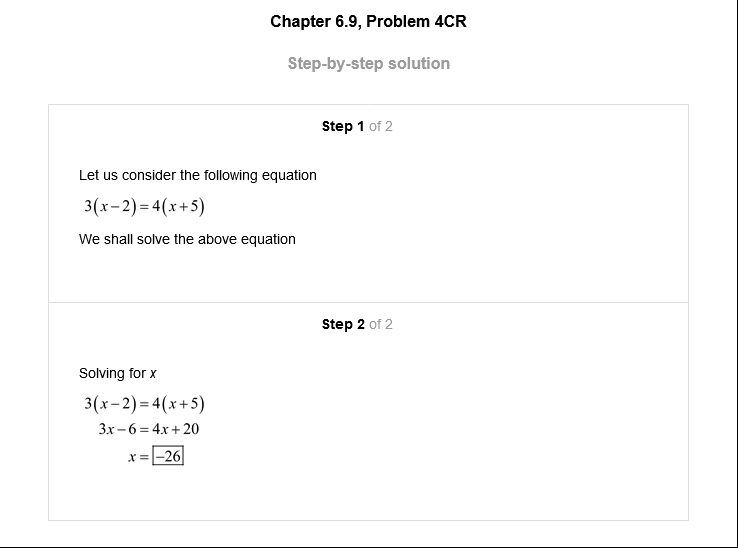 Chapter 6.9, Problem 4CR
Step-by-step solution
Step 1 of 2
Let us consider the following equation
3(x−2)=4(x+5)
We shall solve the above equation
Step 2 of 2
Solving for x
3(x−2)=4(x+5)
3x−6=4x+20
x=−26